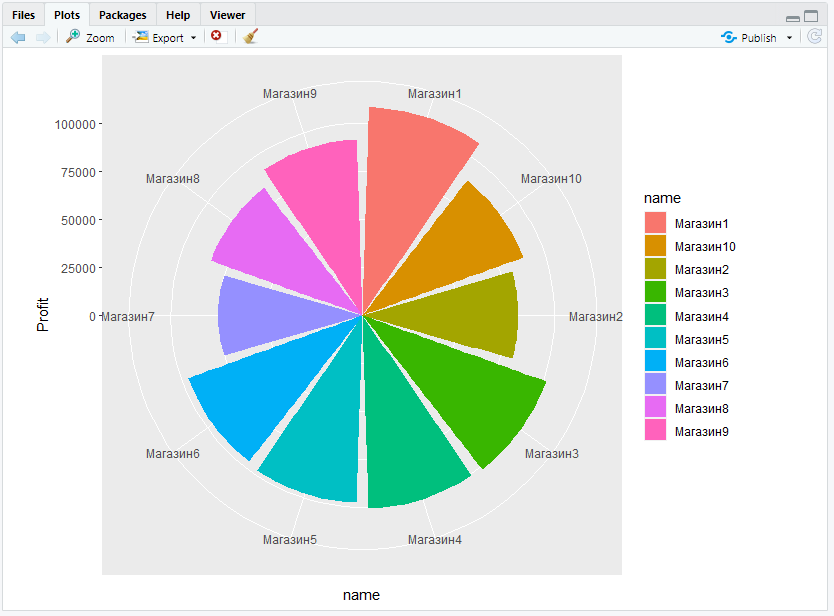 Files Plots Packages Help Viewer
Zoom Export Publish
Магазин9 Магазин1
100000
75000
Магазин8 Магазин10
50000
25000
0 Магазин7 Магазин2
Магазин6 Магазин3
Магазин5 Магазин4
Profit
name
name
Магазин1
Магазин10
Магазин2
Магазин3
Магазин4
Магазин5
Магазин6
Магазин7
Магазин8
Магазин9